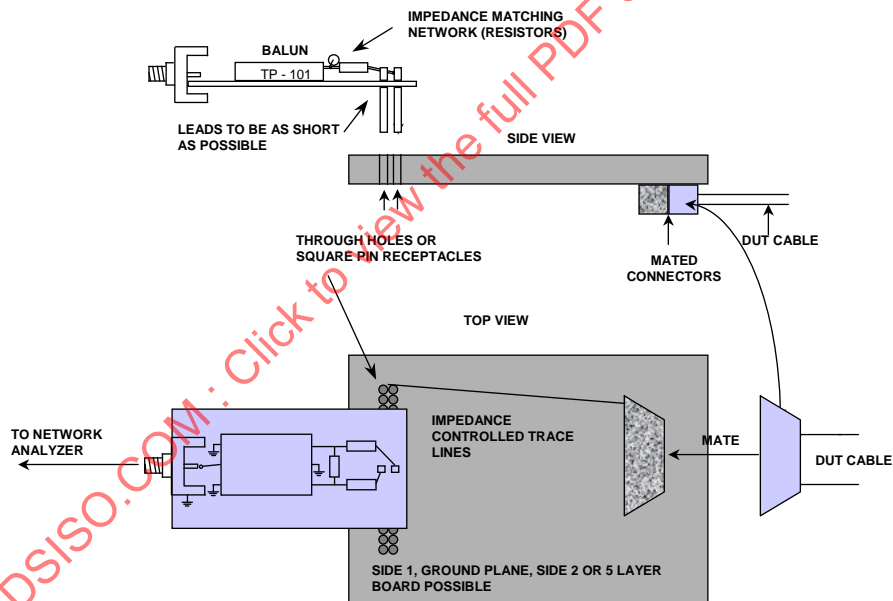 IMPEDANCE MATCHING
NETWORK (RESISTORS)
BALUN
TP - 101
LEADS TO BE AS SHORT
AS POSSIBLE
SIDE VIEW
THROUGH HOLES OR
SQUARE PIN RECEPTACLES
MATED
CONNECTORS
DUT CABLE
TOP VIEW
IMPEDANCE
CONTROLLED TRACE
LINES
TO NETWORK
ANALYZER
MATE
DUT CABLE
SIDE 1, GROUND PLANE, SIDE 2 OR 5 LAYER
BOARD POSSIBLE
DSISO.COM : Click to view the full PDF